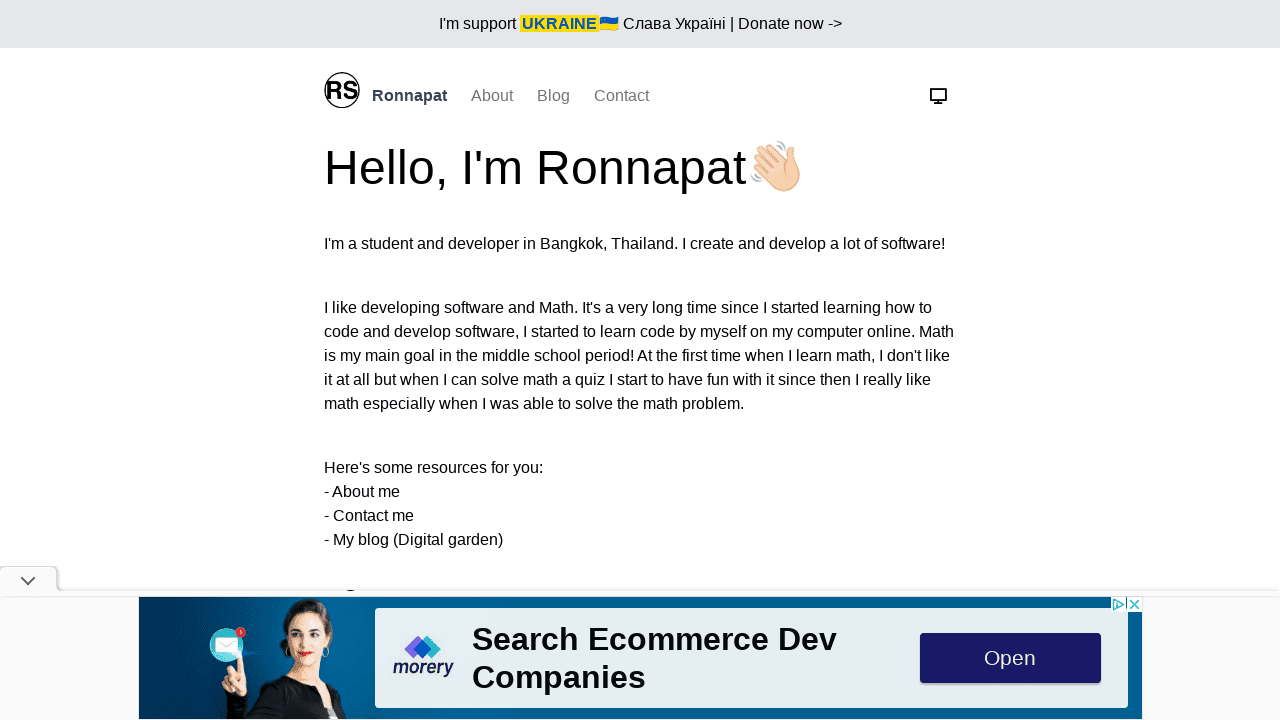 I'm support UKRAINE🇺🇦 Слава Україні | Donate now ->
RS Ronnapat About Blog Contact
Hello, I'm Ronnapat👋🏻
I'm a student and developer in Bangkok, Thailand. I create and develop a lot of software!
I like developing software and Math. It's a very long time since I started learning how to
code and develop software, I started to learn code by myself on my computer online. Math
is my main goal in the middle school period! At the first time when I learn math, I don't like
it at all but when I can solve math a quiz I start to have fun with it since then I really like
math especially when I was able to solve the math problem.
Here's some resources for you:
- About me
- Contact me
- My blog (Digital garden)
morery
Search Ecommerce Dev
Companies
Open